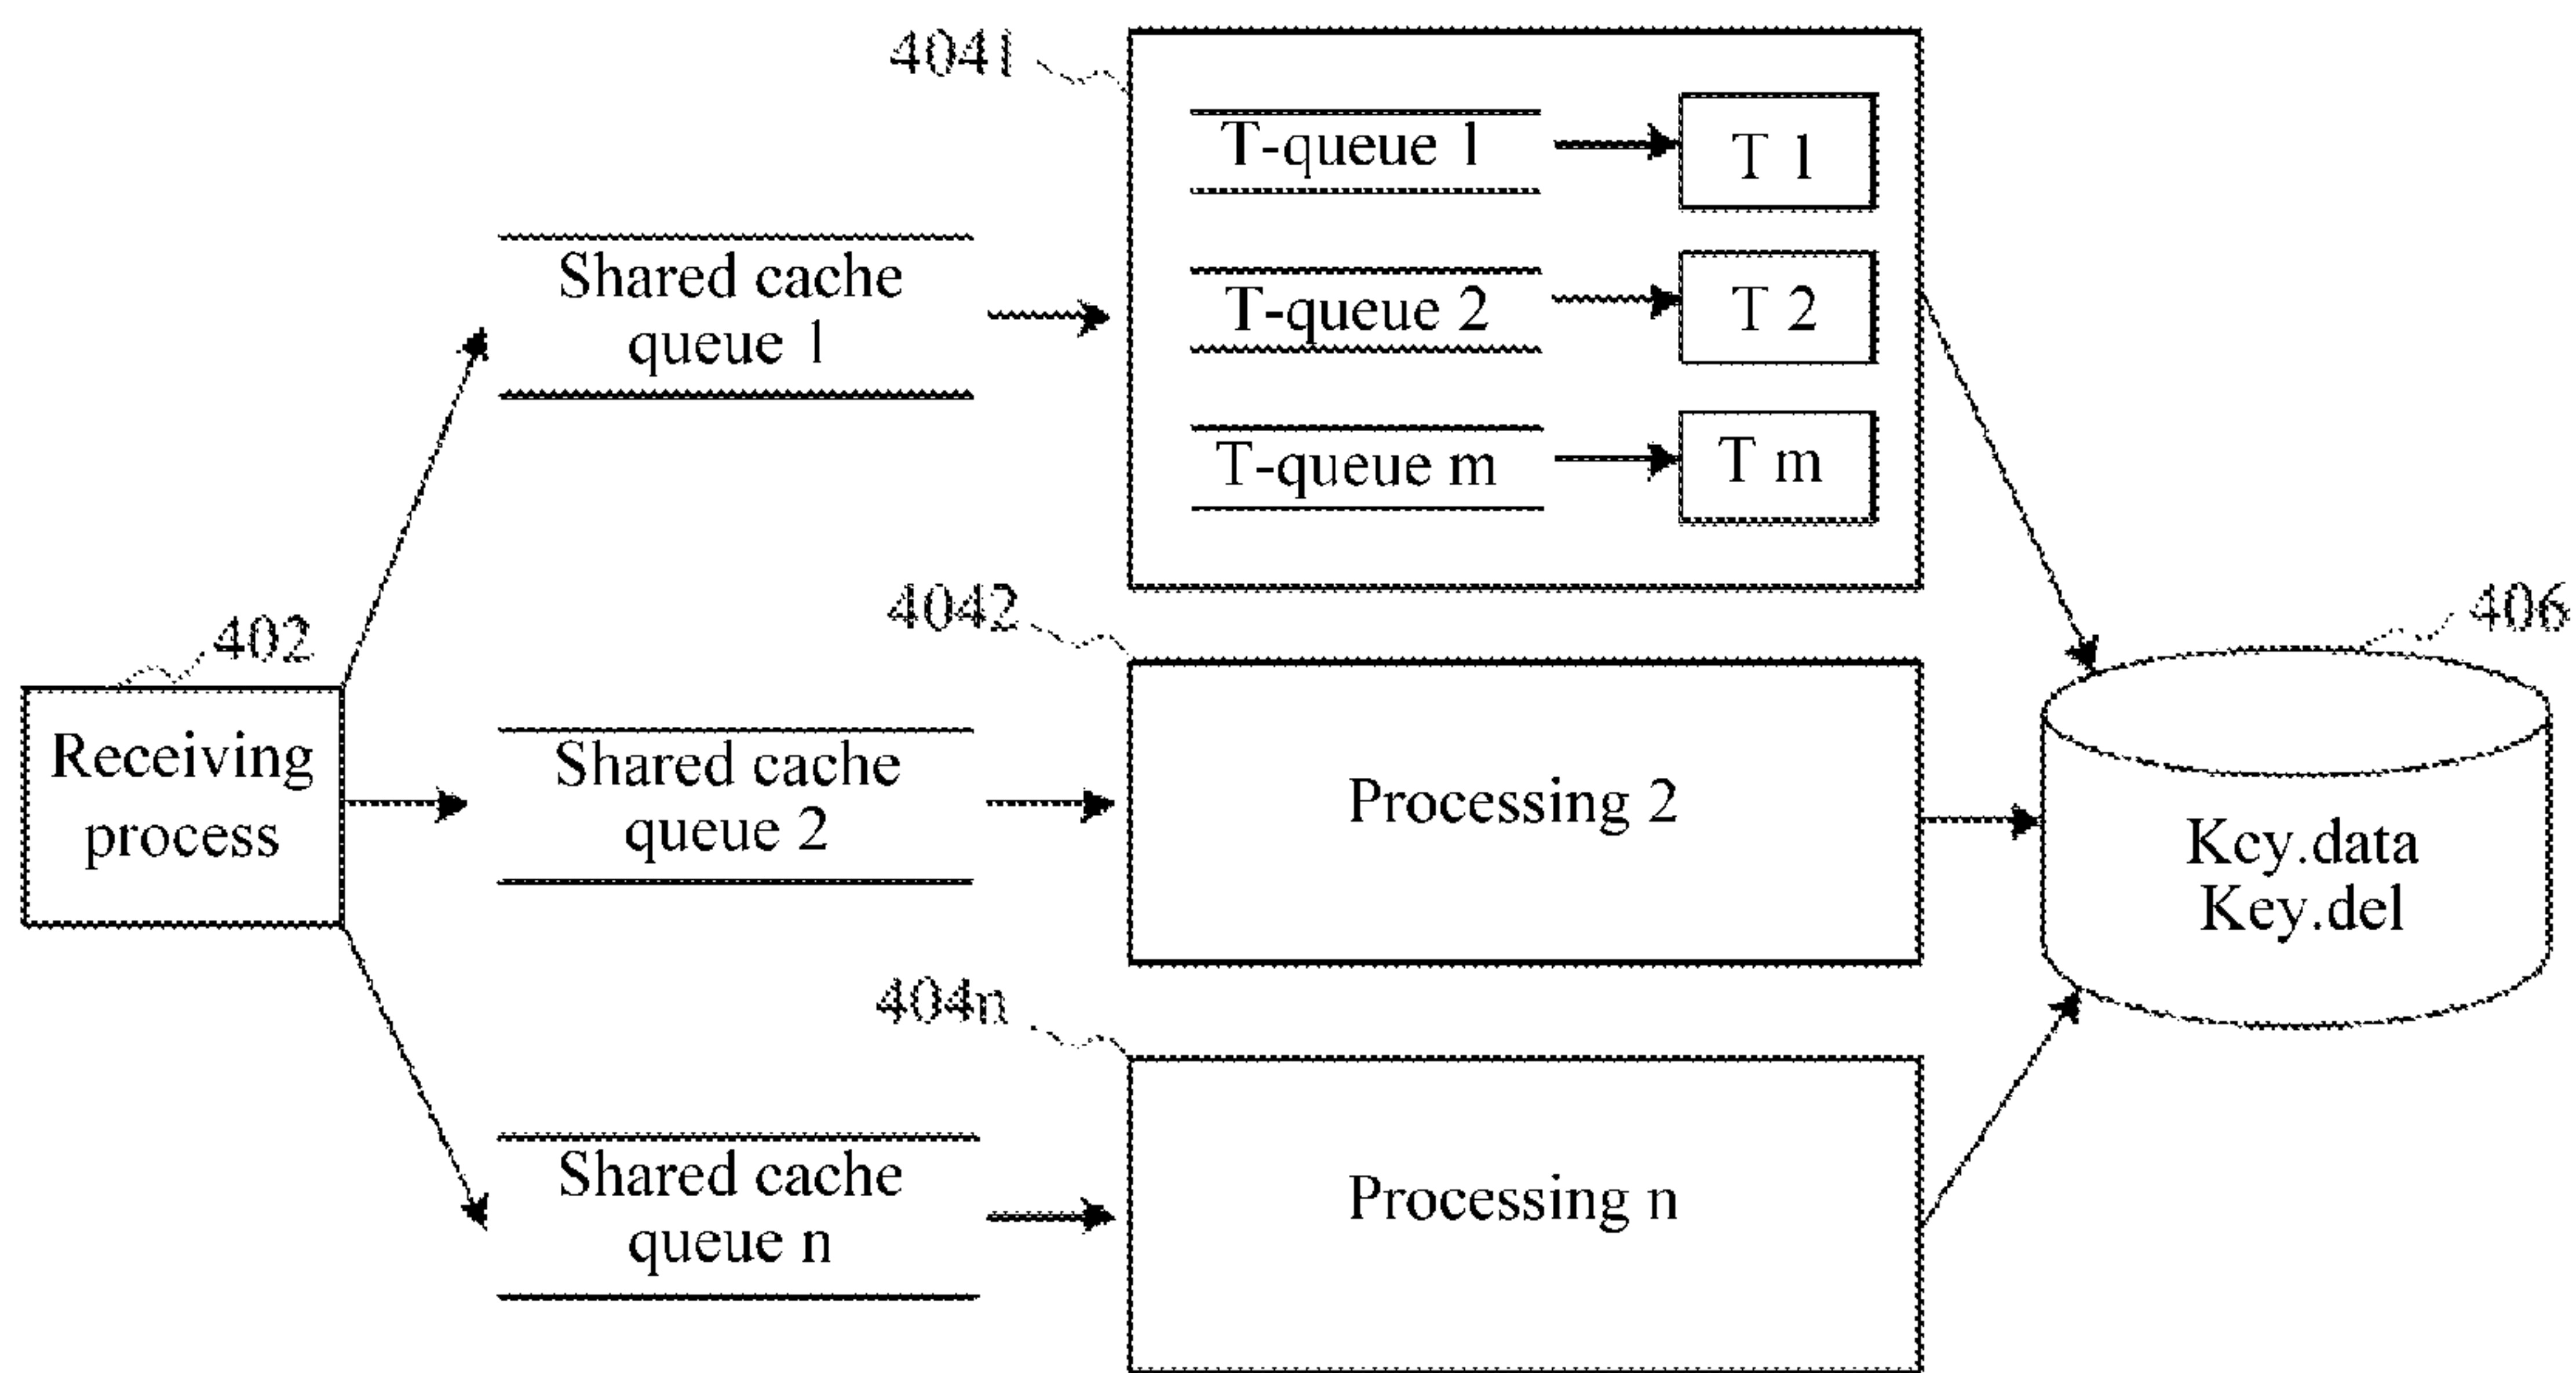 4041
T-queue 1
T 1
Shared cache
queue 1
T-queue 2
T 2
T-queue m
T m
4042
406
402
Receiving
process
Shared cache
queue 2
Processing 2
Kcy.data
Key.del
404n
Shared cache
queue n
Processing n